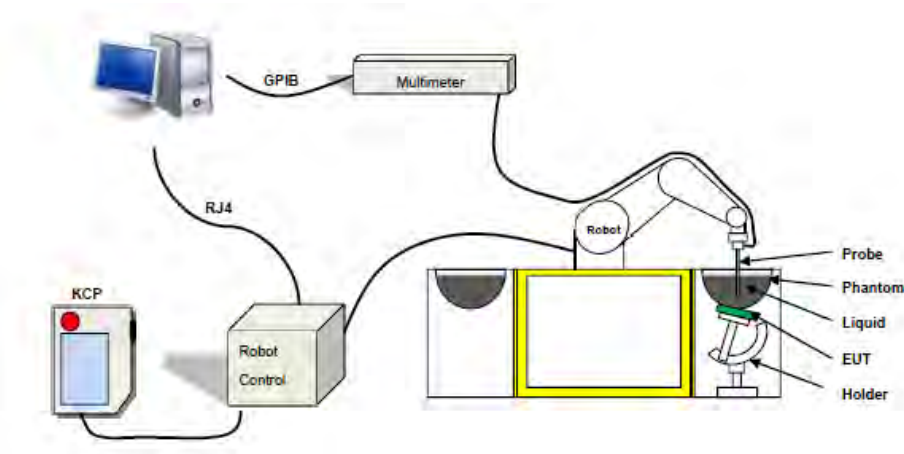 GPIB
Multimeter
RJ4
Robot
Probe
Phantom
KCP
Liquid
Robot
Control
EUT
Holder